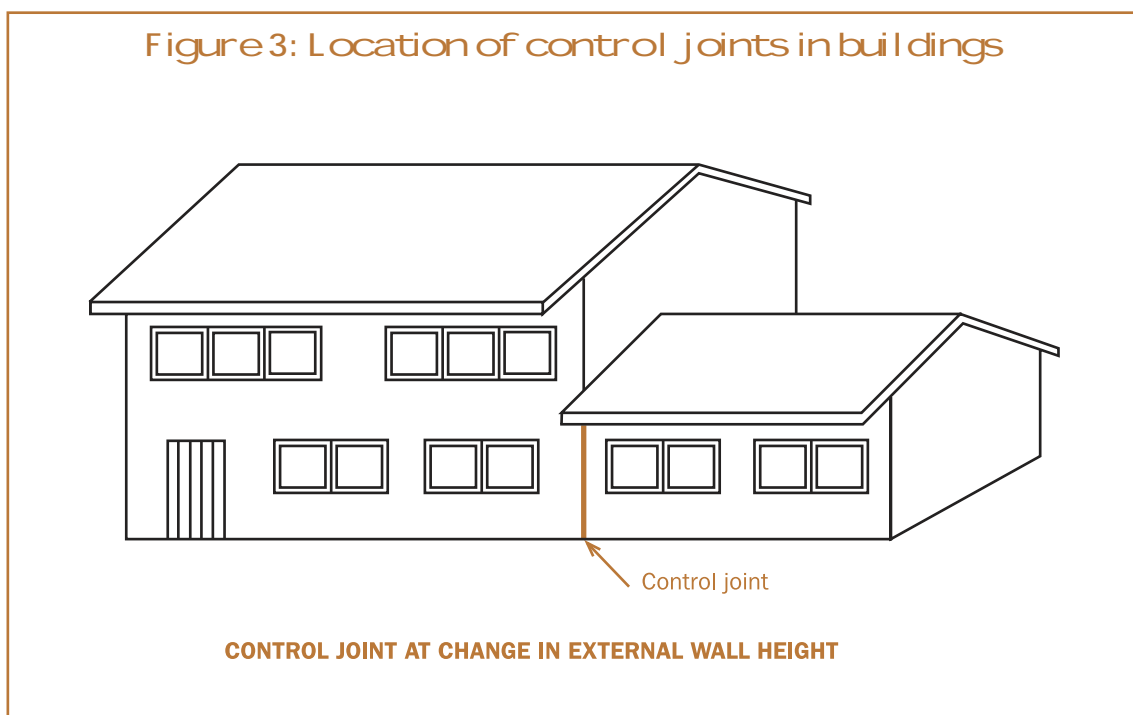 Figure 3: Location of control joints in buildings
Control joint
CONTROL JOINT AT CHANGE IN EXTERNAL WALL HEIGHT